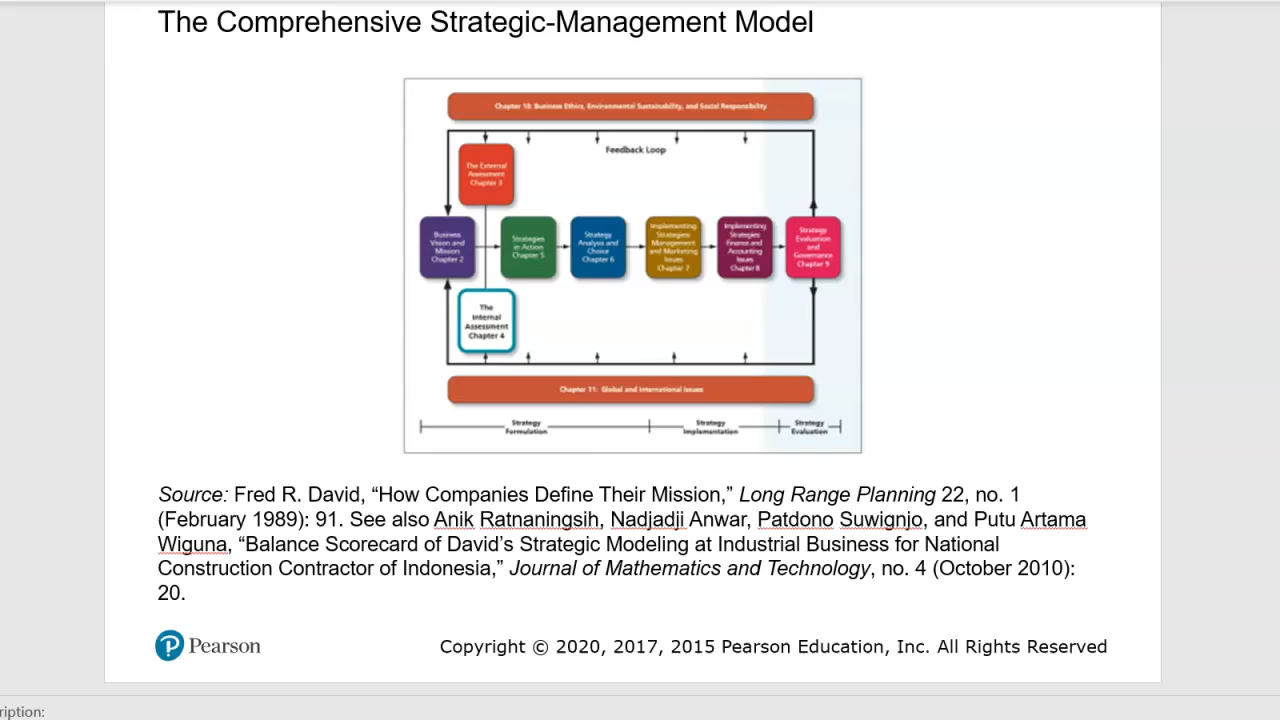 The Comprehensive Strategic-Management Model
Chapter 10: Business Ethics, Environmental Sustainability, and Social Responsibility
Feedback Loop
The External
Assessment
Chapter 3
Business
Vision and
Mission
Chapter 2
Strategies
in Action
Chapter 5
Strategy
Analysis and
Choice
Chapter 6
Implementing
Strategies:
Management
and Marketing
Issues
Chapter 7
Implementing
Strategies:
Finance and
Accounting
Issues
Chapter 8
Strategy
Evaluation
and
Governance
Chapter 9
The
Internal
Assessment
Chapter 4
Chapter 11: Global and International Issues
Strategy
Formulation
Strategy
Implementation
Strategy
Evaluation
Source: Fred R. David, “How Companies Define Their Mission,” Long Range Planning 22, no. 1
(February 1989): 91. See also Anik Ratnaningsih, Nadjadji Anwar, Patdono Suwignjo, and Putu Artama
Wiguna, “Balance Scorecard of David’s Strategic Modeling at Industrial Business for National
Construction Contractor of Indonesia,” Journal of Mathematics and Technology, no. 4 (October 2010):
20.
Pearson
Copyright © 2020, 2017, 2015 Pearson Education, Inc. All Rights Reserved
ription: